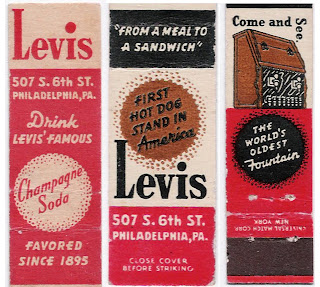 Levis
507 S. 6th ST.
PHILADELPHIA, PA.
Drink
LEVIS' FAMOUS
Champagne
Soda
FAVORED
SINCE 1895
"FROM A MEAL TO
A SANDWICH"
FIRST
HOT DOG
STAND IN
America
Levis
507 S. 6th ST.
PHILADELPHIA, PA.
CLOSE COVER
BEFORE STRIKING
Come and See
THE
WORLD'S
OLDEST
Fountain
UNIVERSAL MATCH CORP.
NEW YORK